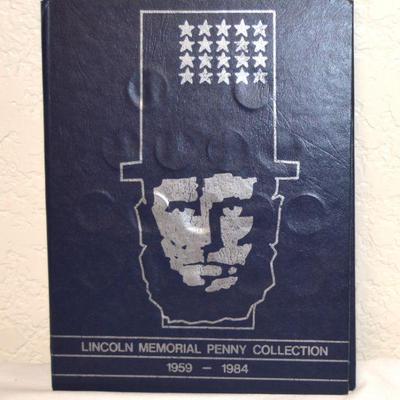 LINCOLN MEMORIAL PENNY COLLECTION
1959 — 1984